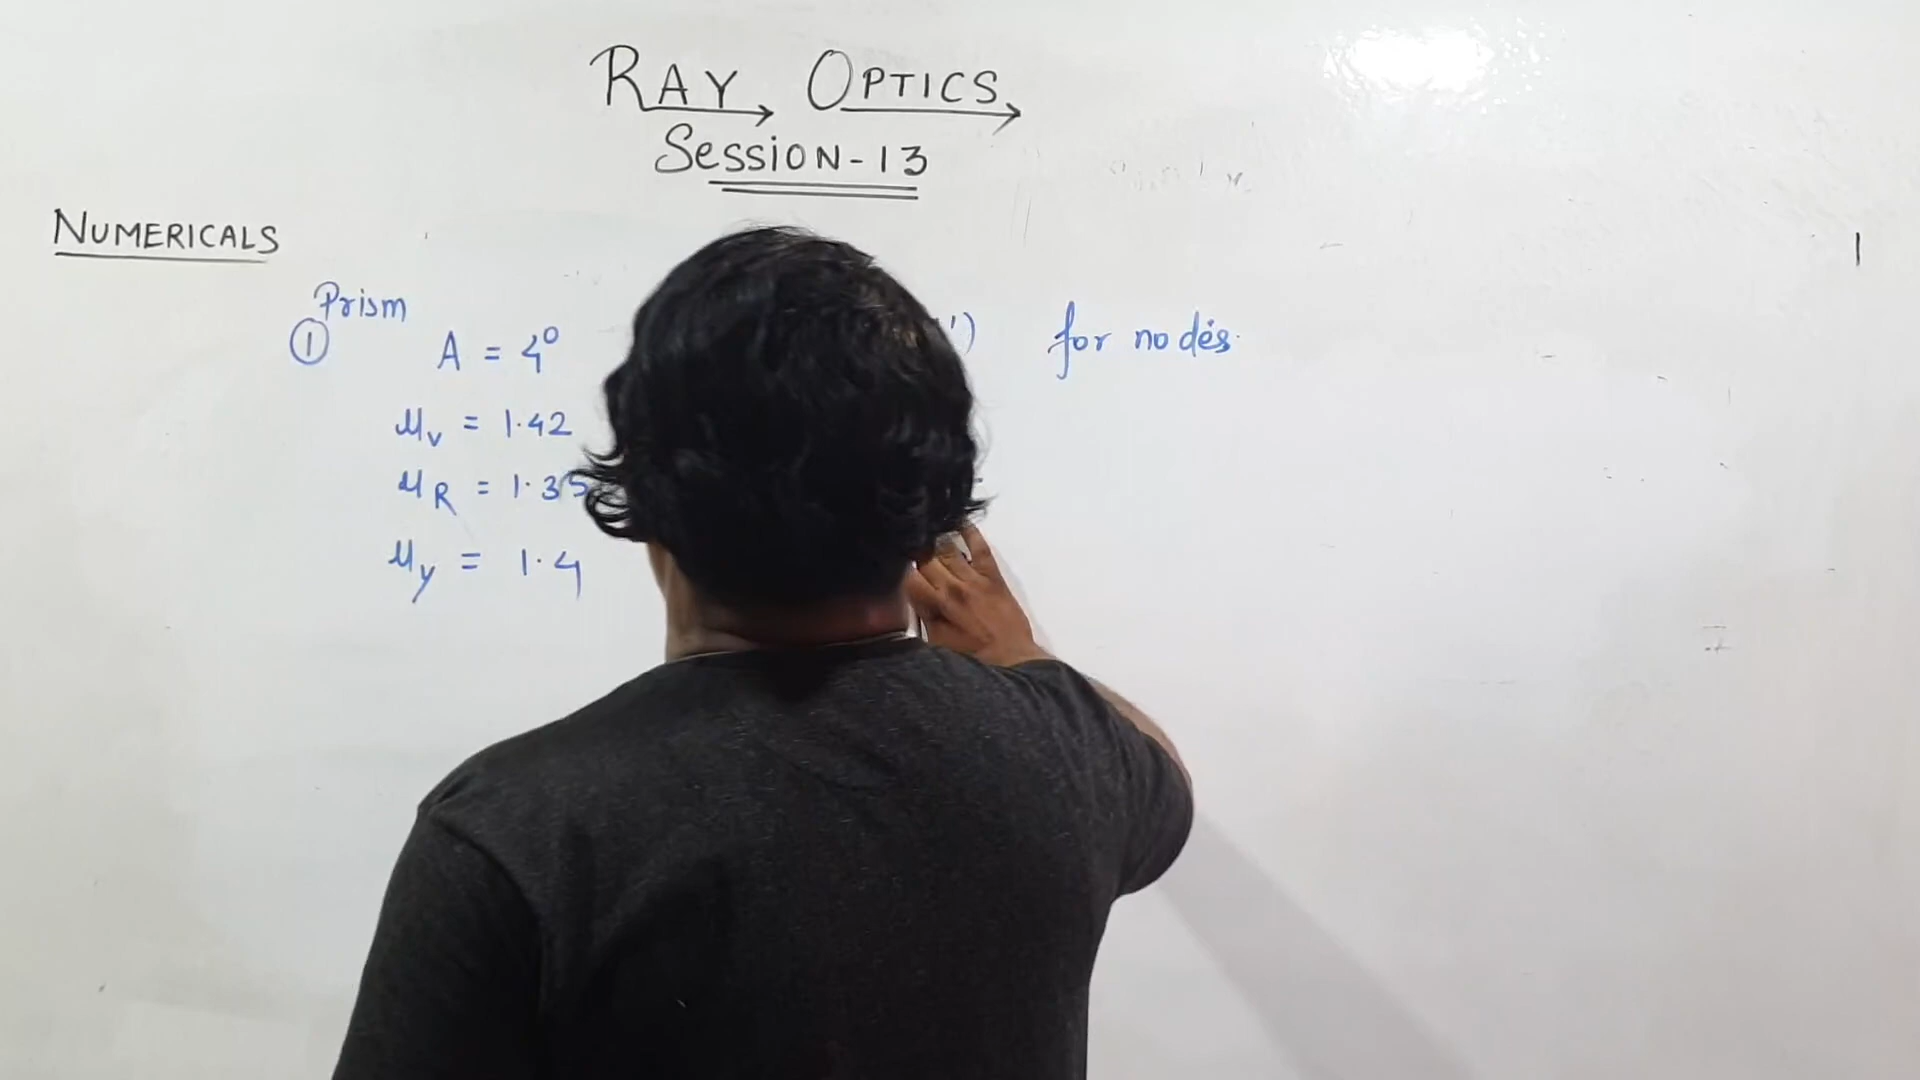 RAY OPTICS
SESSION-13
NUMERICALS
Prism
① A = 4° ') for no dés.
μv = 1.42
μR = 1.35
μy = 1.4